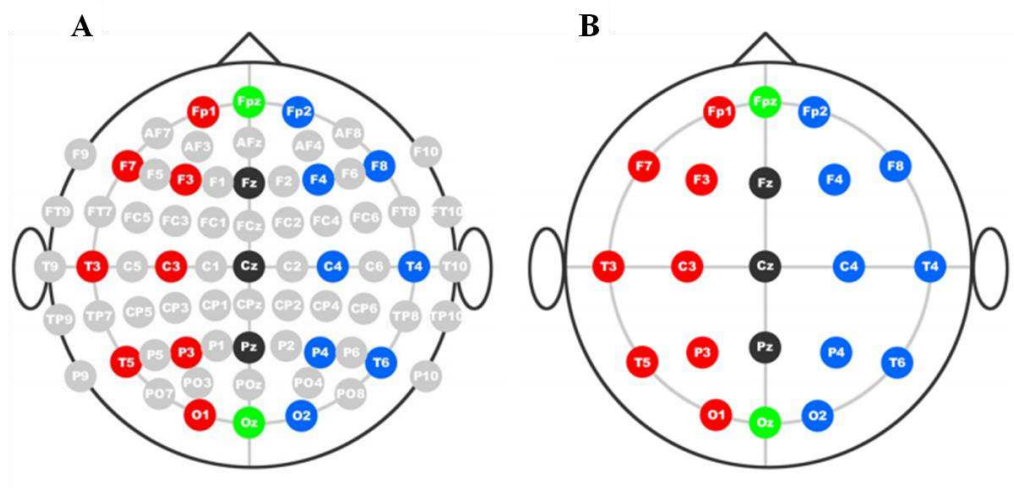 A
B
Fp1 Fpz Fp2
AF7 AF3 AFz AF4 AF8
F9 F7 F5 F3 F1 Fz F2 F4 F6 F8 F10
FT9 FT7 FC5 FC3 FC1 FCz FC2 FC4 FC6 FT8 FT10
T9 T3 C5 C3 C1 Cz C2 C4 C6 T4 T10
TP9 TP7 CP5 CP3 CP1 CPz CP2 CP4 CP6 TP8 TP10
P9 T5 P5 P3 P1 Pz P2 P4 P6 T6 P10
PO7 PO3 POz PO4 PO8
O1 Oz O2
Fp1 Fpz Fp2
F7 F3 Fz F4 F8
T3 C3 Cz C4 T4
T5 P3 Pz P4 T6
O1 Oz O2